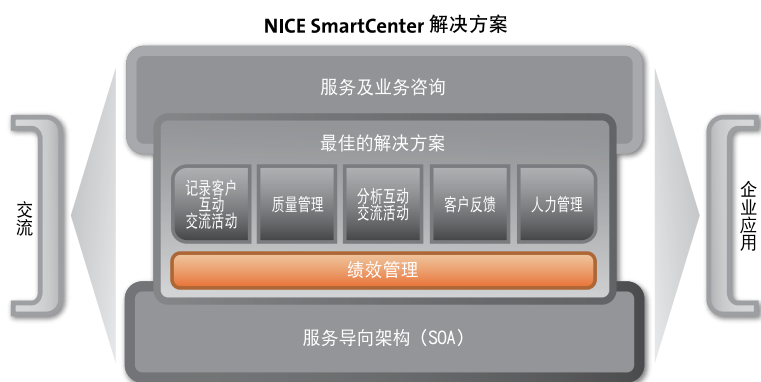 NICE SmartCenter 解决方案
服务及业务咨询
最佳的解决方案
记录客户
互动
交流活动
质量管理
分析互动
交流活动
客户反馈
人力管理
绩效管理
服务导向架构（SOA）
交流
企业应用